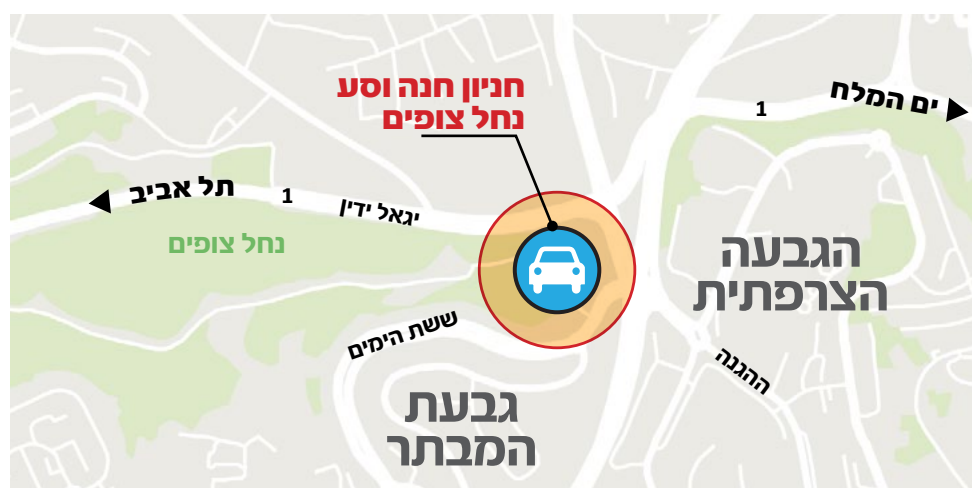 חניון חנה וסע
נחל צופים
ים המלח
1
תל אביב
1
יגאל ידין
נחל צופים
הגבעה
הצרפתית
ששת הימים
ההגנה
גבעת
המבתר